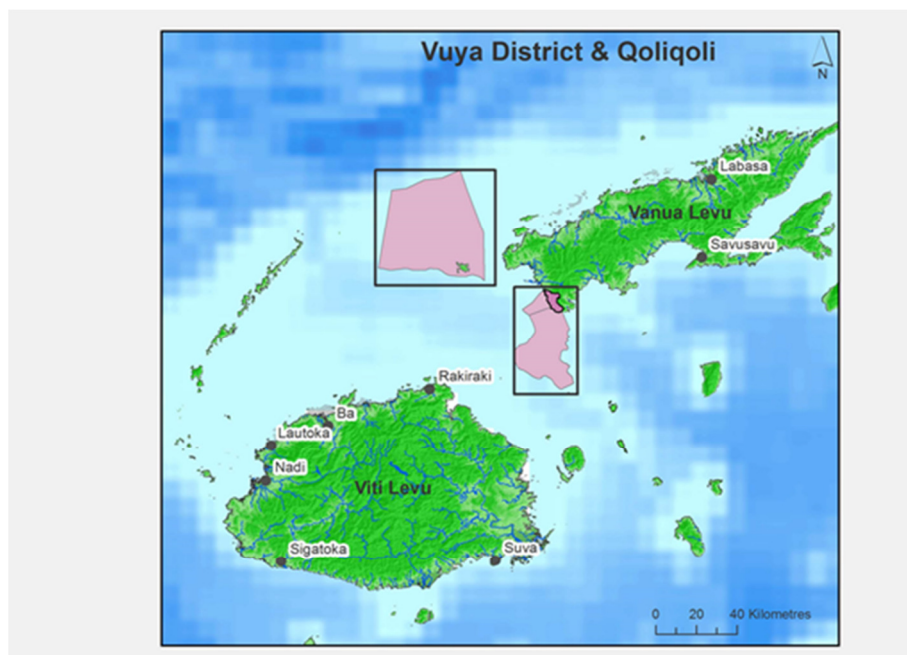 Vuya District & Qoliqoli
N
Labasa
Vanua Levu
Savusavu
Rakiraki
Ba
Lautoka
Nadi
Viti Levu
Sigatoka
Suva
0 20 40 Kilometres